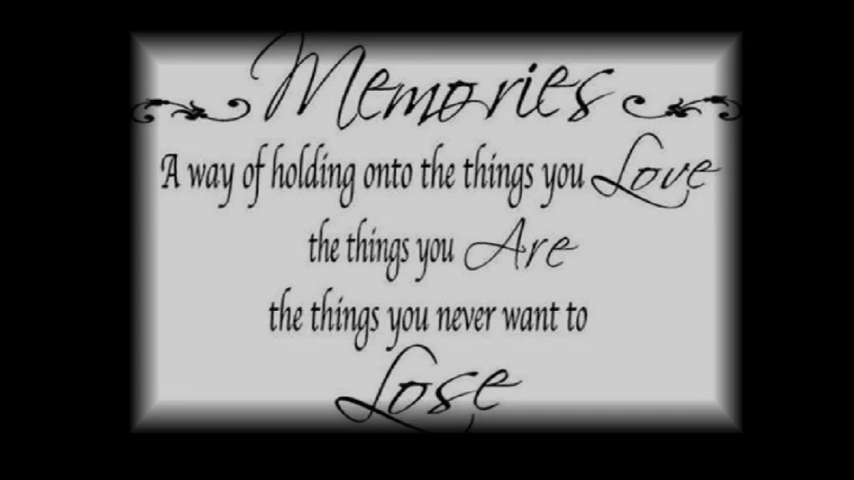 Memories
A way of holding onto the things you Love
the things you Are
the things you never want to
Lose